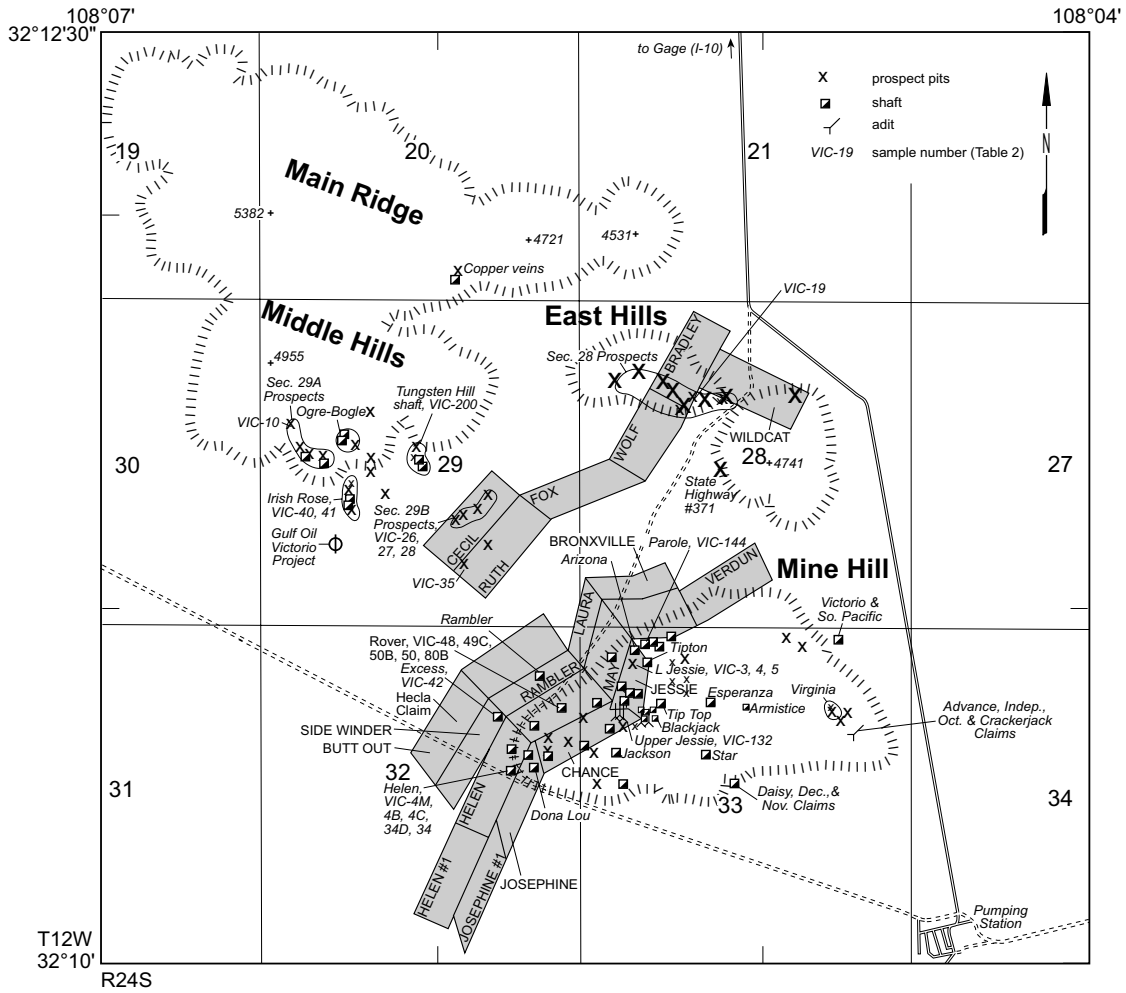 108°07'
108°04'
32°12'30"
to Gage (I-10)
X prospect pits
shaft
adit
VIC-19 sample number (Table 2)
N
19
20
21
Main Ridge
5382 +
+ 4721
4531 +
X
Copper veins
VIC-19
Middle Hills
East Hills
BRADLEY
+ 4955
Sec. 28 Prospects
Sec. 29A
Prospects
Tungsten Hill
shaft, VIC-200
Ogre-Bogle
VIC-10
WOLF
WILDCAT
30
29
28
+4741
27
State
Highway
#371
Irish Rose,
VIC-40, 41
Sec. 29B
Prospects,
VIC-26,
27, 28
FOX
Gulf Oil
Victorio
Project
CECIL
RUTH
VIC-35
BRONXVILLE
Parole, VIC-144
Arizona
VERDUN
Mine Hill
LAURA
Rambler
Victorio &
So. Pacific
Rover, VIC-48, 49C,
50B, 50, 80B
Excess,
VIC-42
Hecla
Claim
Tipton
L Jessie, VIC-3, 4, 5
RAMBLER
MAY
JESSIE
Esperanza
Virginia
Armistice
Advance, Indep.,
Oct. & Crackerjack
Claims
SIDE WINDER
BUTT OUT
Tip Top
Blackjack
Upper Jessie, VIC-132
Jackson
Star
31
32
CHANCE
33
34
Helen,
VIC-4M,
4B, 4C,
34D, 34
HELEN
Dona Lou
Daisy, Dec.,&
Nov. Claims
HELEN #1
JOSEPHINE #1
JOSEPHINE
Pumping
Station
T12W
32°10'
R24S